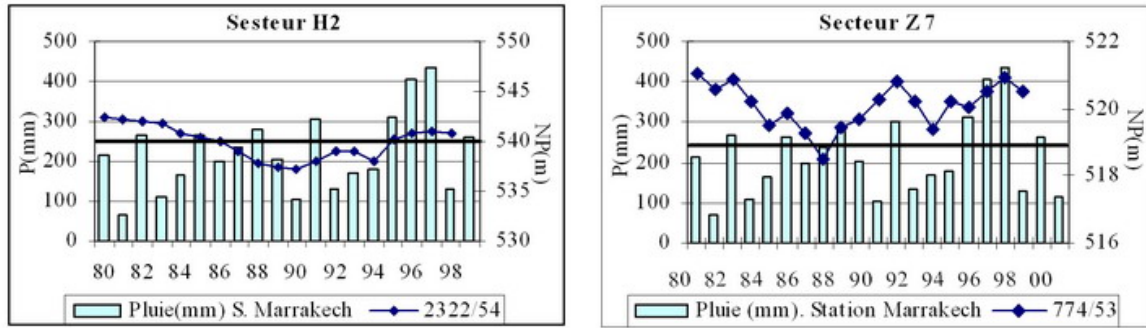 Sesteur H2
500
400
300
200
100
0
P(mm)
550
545
540
535
530
NP(m)
80 82 84 86 88 90 92 94 96 98
Pluie(mm) S. Marrakech 2322/54
Secteur Z 7
500
400
300
200
100
0
P(mm)
522
520
518
516
NP(m)
80 82 84 86 88 90 92 94 96 98 00
Pluie (mm). Station Marrakech 774/53